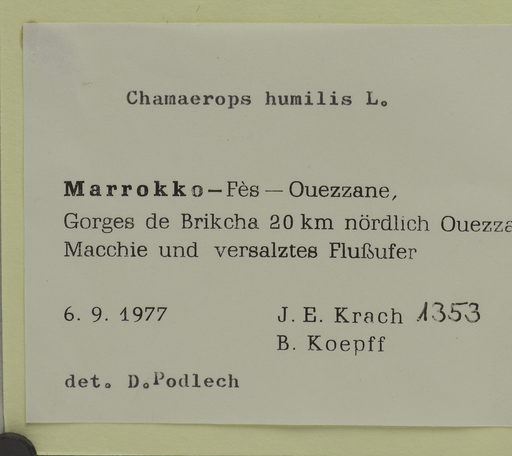 Chamaerops humilis L.
Marrokko – Fès — Ouezzane,
Gorges de Brikcha 20 km nördlich Ouezza
Macchie und versalztes Flußufer
6. 9. 1977
J. E. Krach 1353
B. Koepff
det. D. Podlech